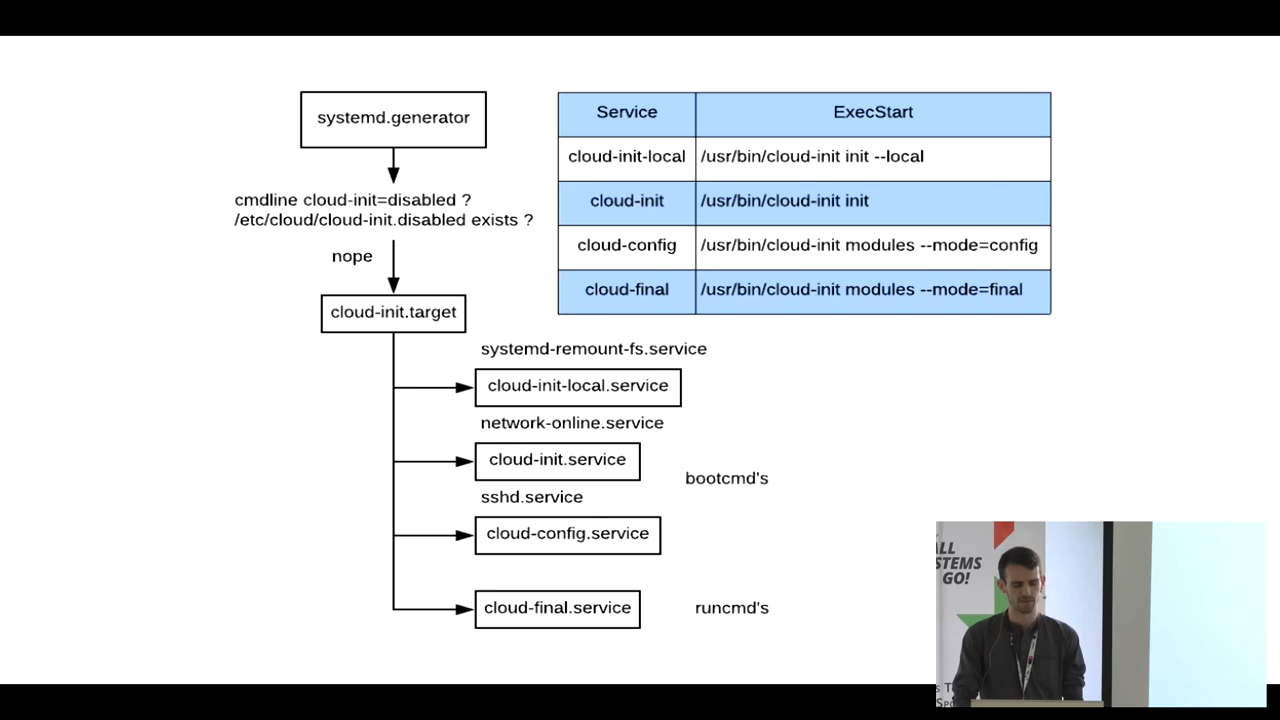 systemd.generator
cmdline cloud-init=disabled ?
/etc/cloud/cloud-init.disabled exists ?
nope
cloud-init.target
systemd-remount-fs.service
cloud-init-local.service
network-online.service
cloud-init.service
bootcmd's
sshd.service
cloud-config.service
cloud-final.service
runcmd's
Service ExecStart
cloud-init-local /usr/bin/cloud-init init --local
cloud-init /usr/bin/cloud-init init
cloud-config /usr/bin/cloud-init modules --mode=config
cloud-final /usr/bin/cloud-init modules --mode=final
ALL
STEMS
GO!